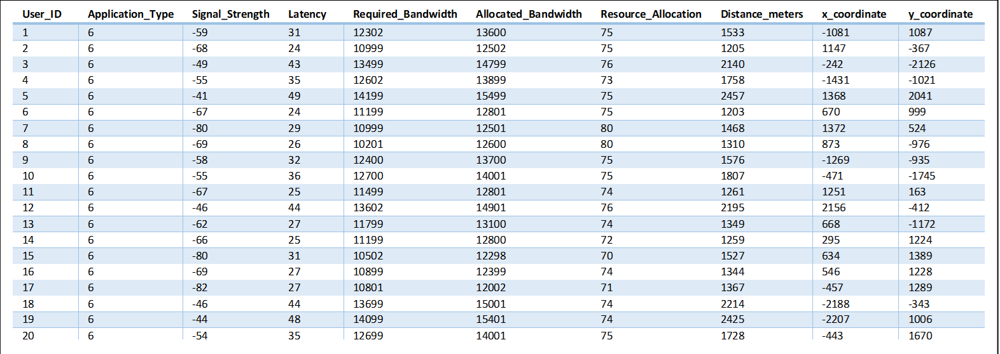 User_ID Application_Type Signal_Strength Latency Required_Bandwidth Allocated_Bandwidth Resource_Allocation Distance_meters x_coordinate y_coordinate
1 6 -59 31 12302 13600 75 1533 -1081 1087
2 6 -68 24 10999 12502 75 1205 1147 -367
3 6 -49 43 13499 14799 76 2140 -242 -2126
4 6 -55 35 12602 13899 73 1758 -1431 -1021
5 6 -41 49 14199 15499 75 2457 1368 2041
6 6 -67 24 11199 12801 75 1203 670 999
7 6 -80 29 10999 12501 80 1468 1372 524
8 6 -69 26 10201 12600 80 1310 873 -976
9 6 -58 32 12400 13700 75 1576 -1269 -935
10 6 -55 36 12700 14001 75 1807 -471 -1745
11 6 -67 25 11499 12801 74 1261 1251 163
12 6 -46 44 13602 14901 76 2195 2156 -412
13 6 -62 27 11799 13100 74 1349 668 -1172
14 6 -66 25 11199 12800 72 1259 295 1224
15 6 -80 31 10502 12298 70 1527 634 1389
16 6 -69 27 10899 12399 74 1344 546 1228
17 6 -82 27 10801 12002 71 1367 -457 1289
18 6 -46 44 13699 15001 74 2214 -2188 -343
19 6 -44 48 14099 15401 74 2425 -2207 1006
20 6 -54 35 12699 14001 75 1728 -443 1670